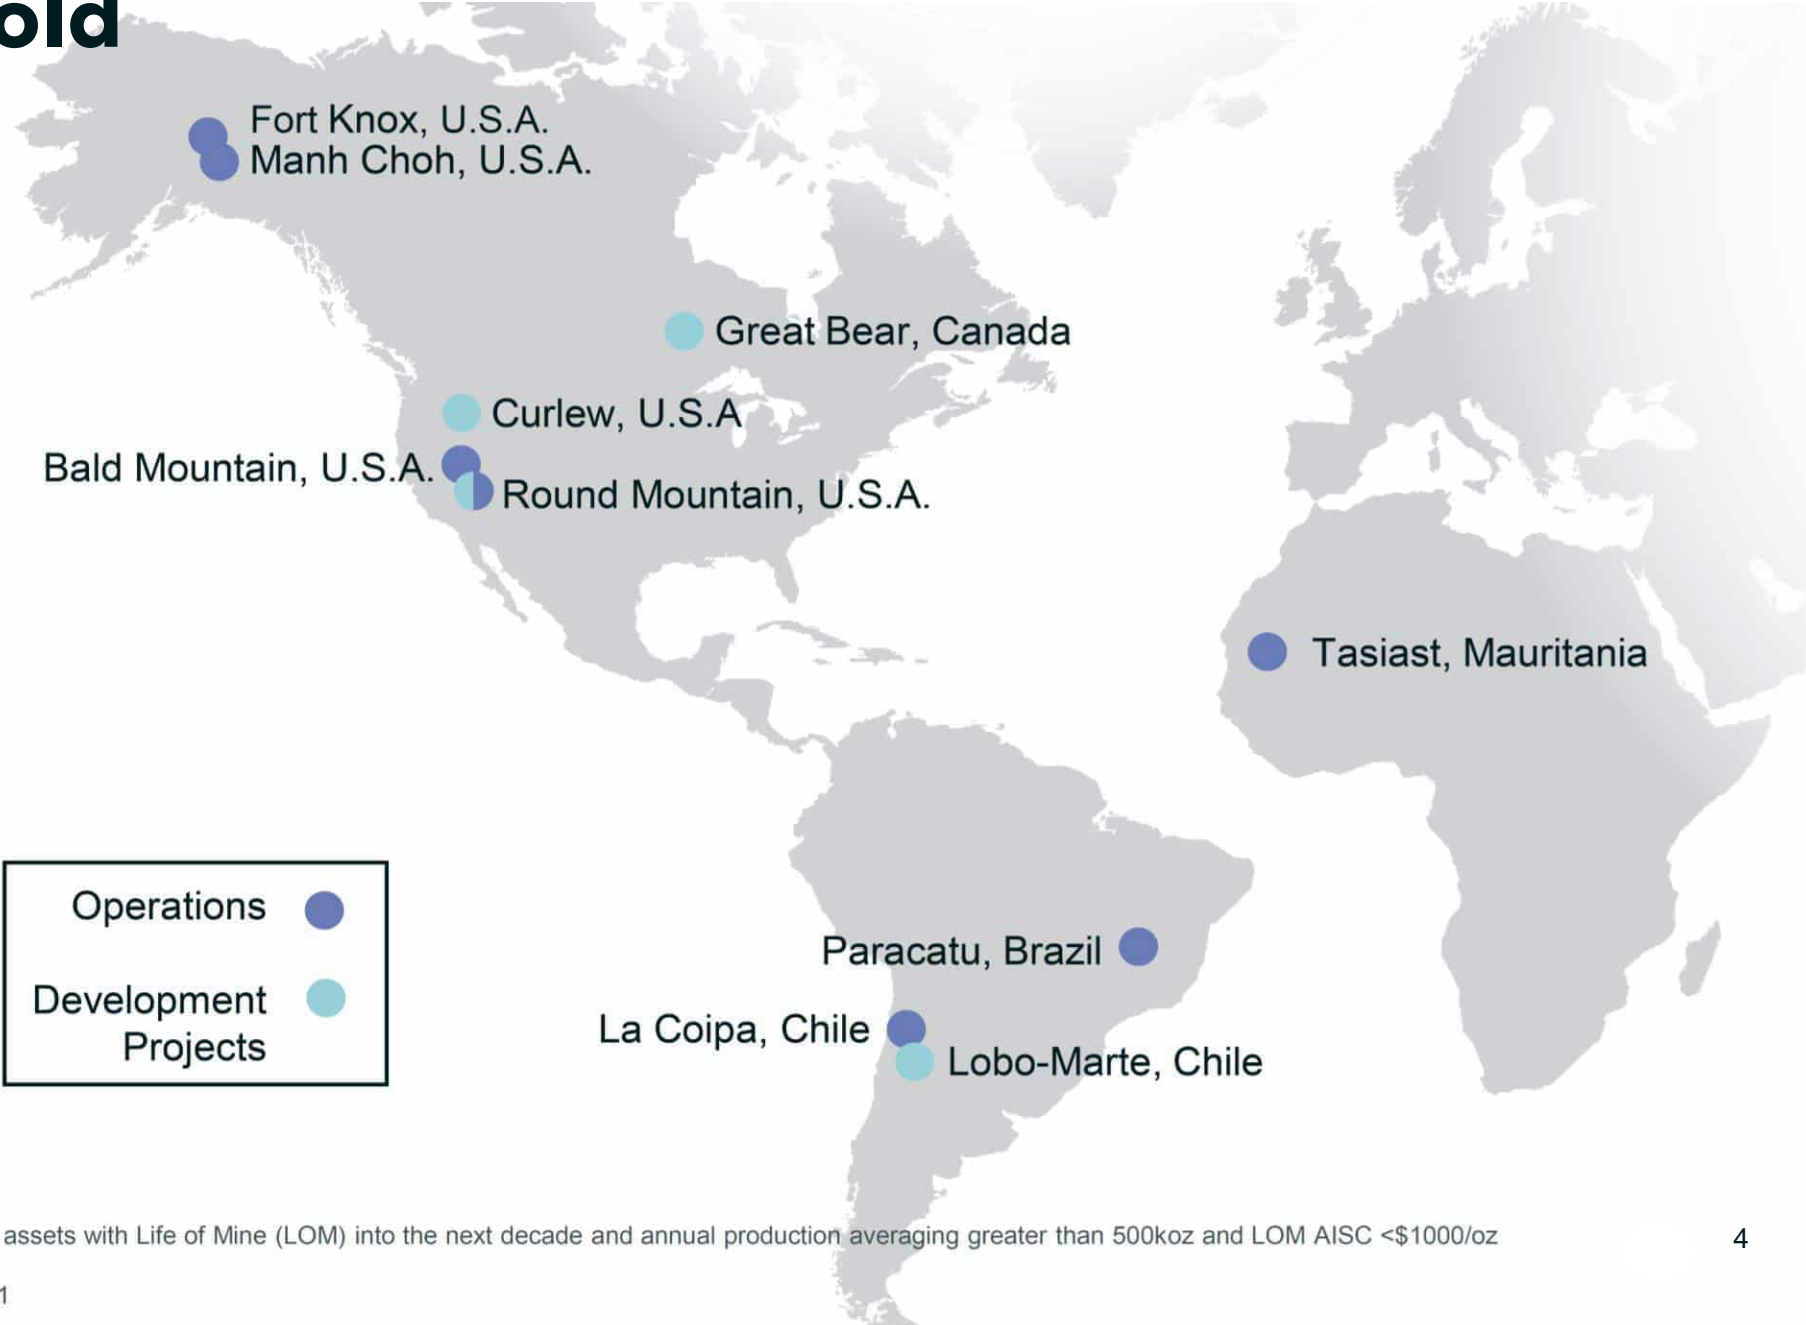 old
Fort Knox, U.S.A.
Manh Choh, U.S.A.
Great Bear, Canada
Curlew, U.S.A
Bald Mountain, U.S.A.
Round Mountain, U.S.A.
Tasiast, Mauritania
Operations
Development
Projects
Paracatu, Brazil
La Coipa, Chile
Lobo-Marte, Chile
assets with Life of Mine (LOM) into the next decade and annual production averaging greater than 500koz and LOM AISC <$1000/oz
4
1